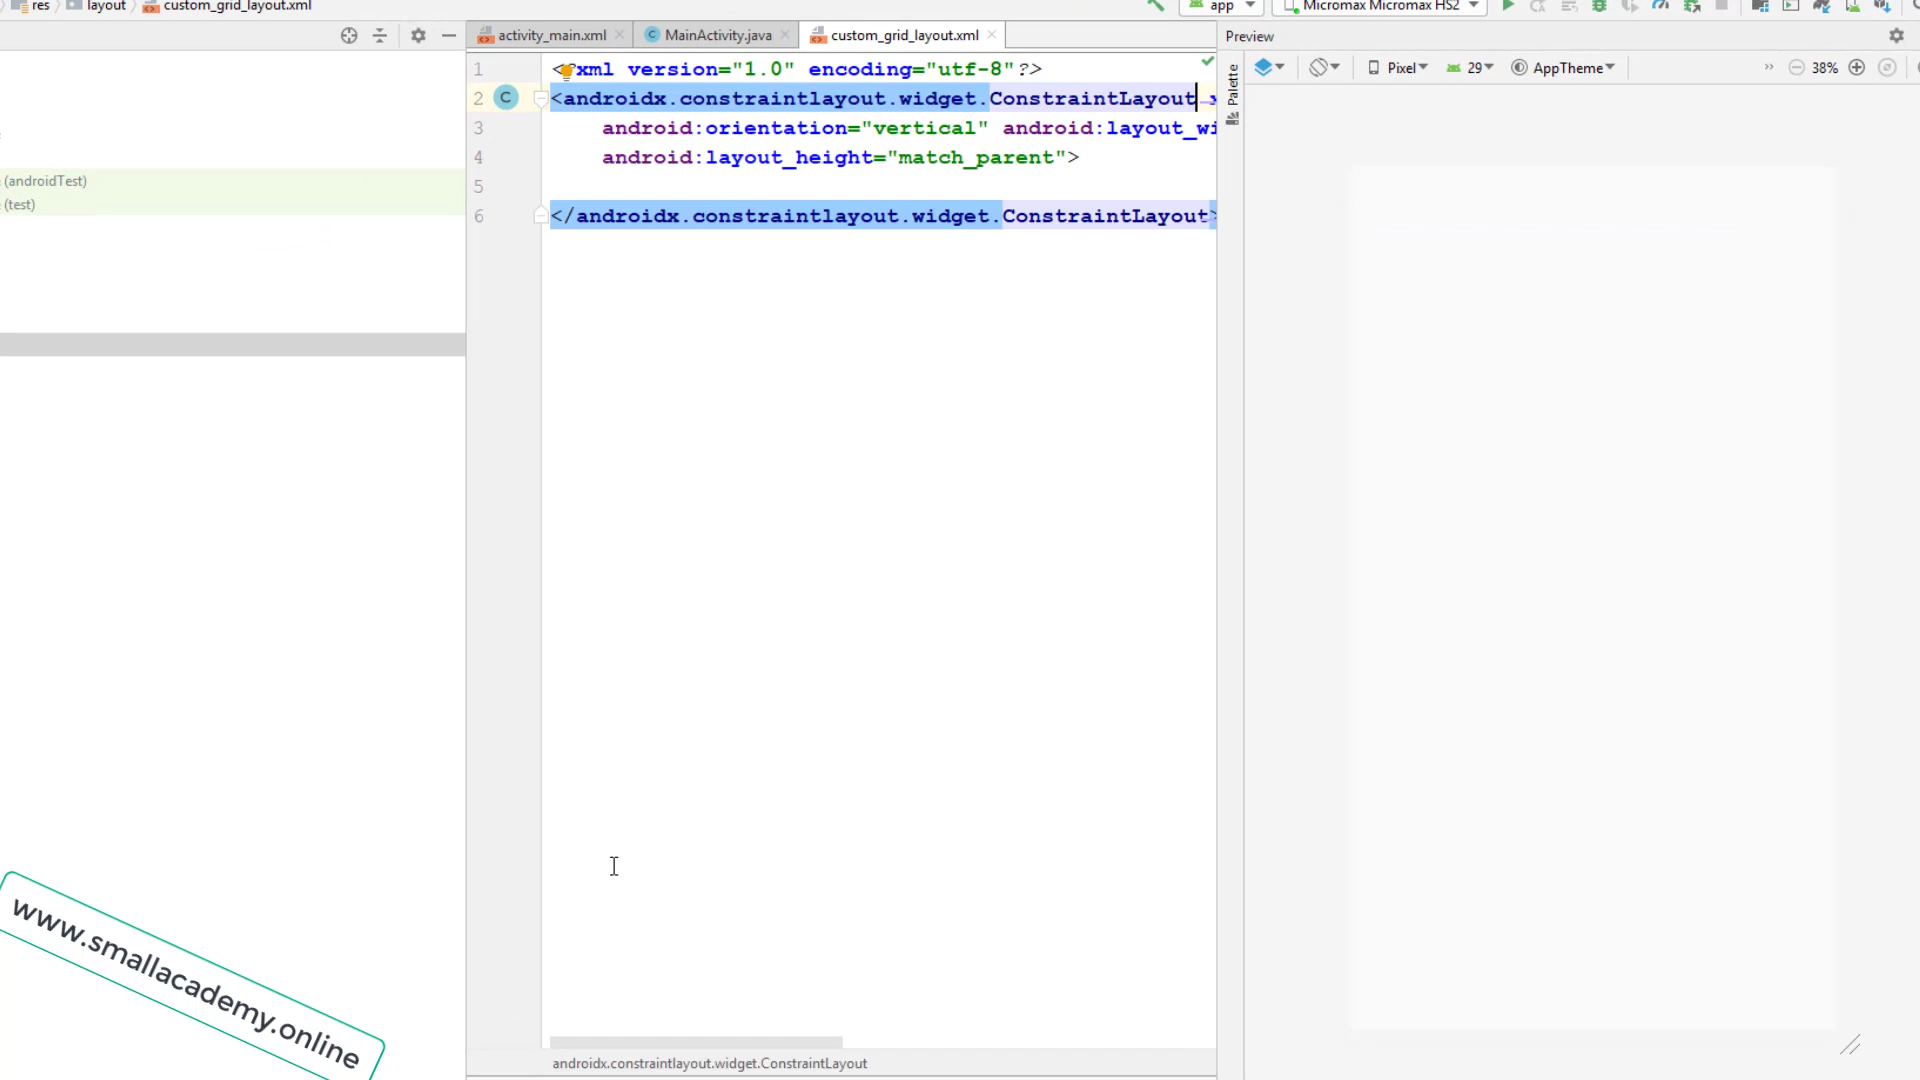 res layout custom_grid_layout.xml
app Micromax Micromax HS2
activity_main.xml MainActivity.java custom_grid_layout.xml
Preview
Palette
Pixel 29 AppTheme 38%
(androidTest)
(test)
1 <?xml version="1.0" encoding="utf-8"?>
2 <androidx.constraintlayout.widget.ConstraintLayout x
3 android:orientation="vertical" android:layout_wi
4 android:layout_height="match_parent">
5
6 </androidx.constraintlayout.widget.ConstraintLayout>
www.smallacademy.online
androidx.constraintlayout.widget.ConstraintLayout